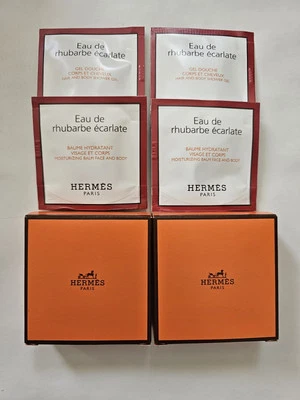 Eau de
rhubarbe écarlate
GEL DOUCHE
CORPS ET CHEVEUX
HAIR AND BODY SHOWER GEL
Eau de
rhubarbe écarlate
GEL DOUCHE
CORPS ET CHEVEUX
HAIR AND BODY SHOWER GEL
Eau de
rhubarbe écarlate
BAUME HYDRATANT
VISAGE ET CORPS
MOISTURIZING BALM FACE AND BODY
HERMÈS
PARIS
Eau de
rhubarbe écarlate
BAUME HYDRATANT
VISAGE ET CORPS
MOISTURIZING BALM FACE AND BODY
HERMÈS
PARIS
HERMÈS
PARIS
HERMÈS
PARIS